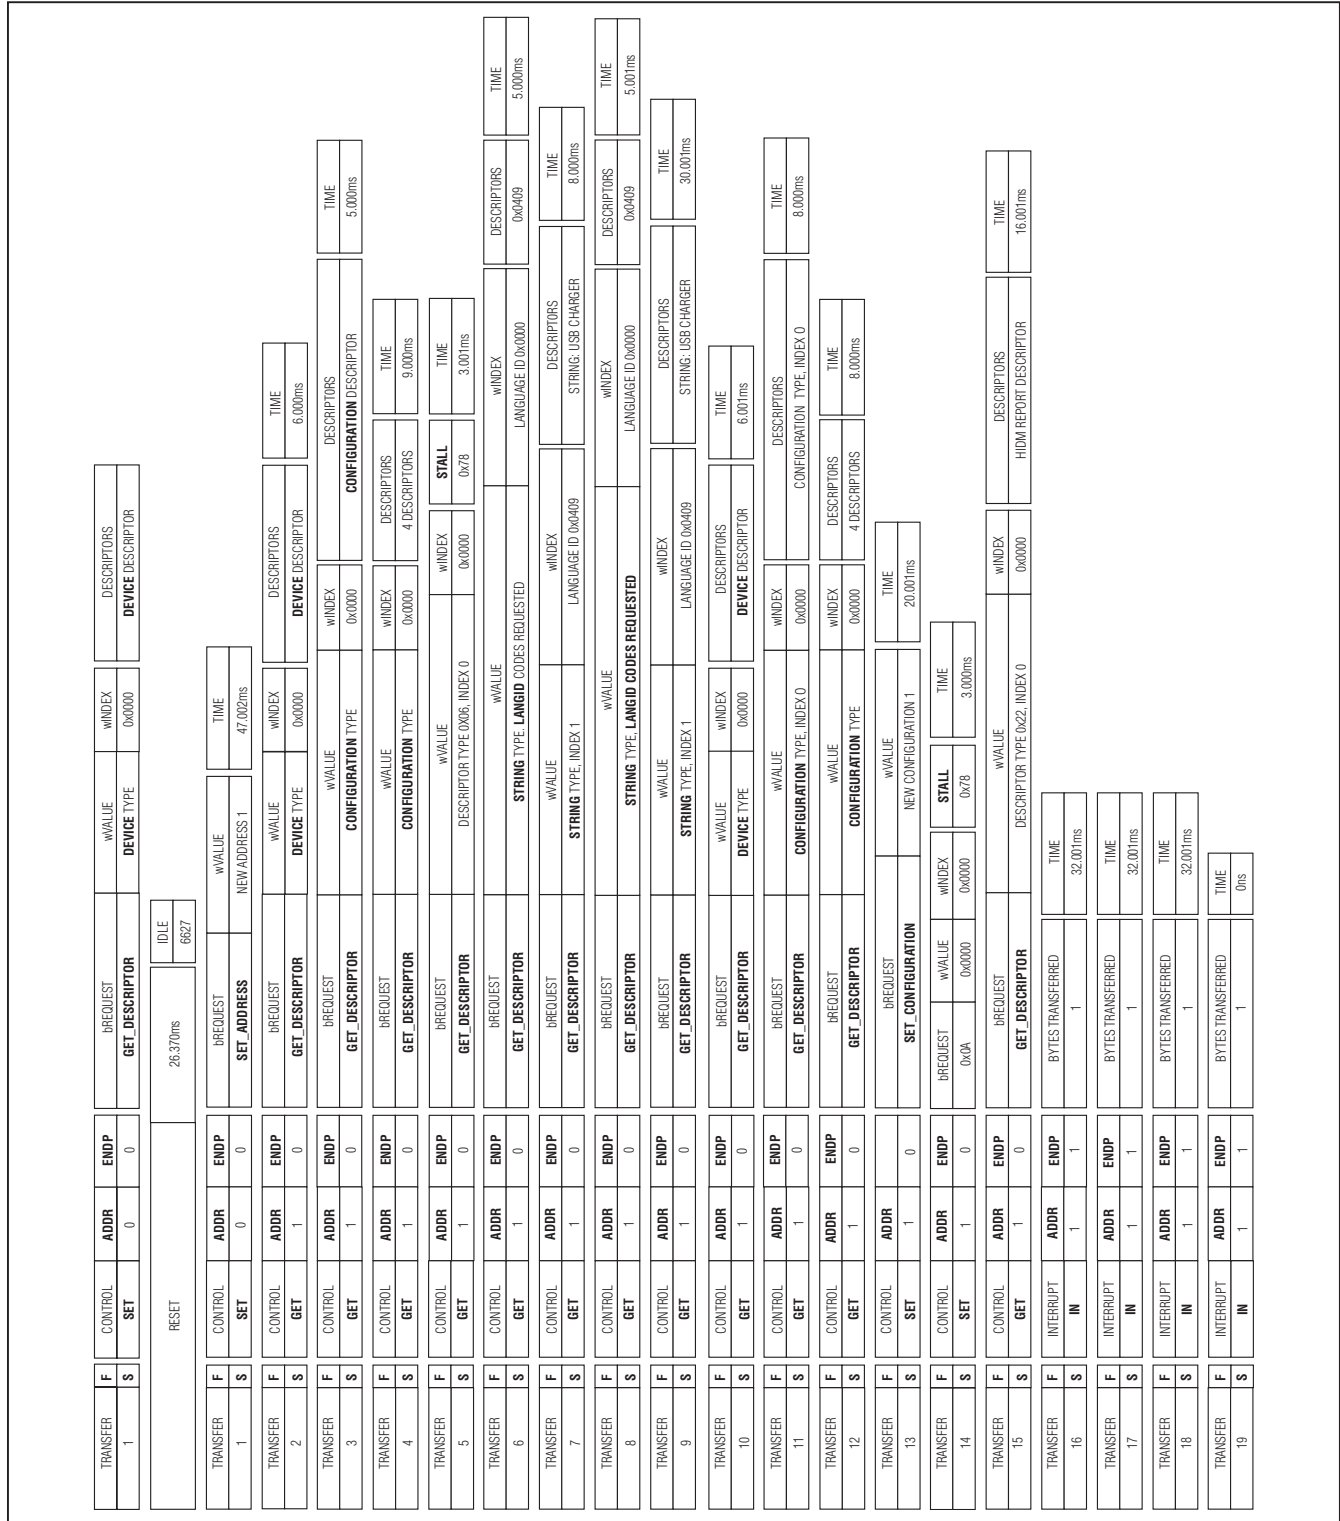 TRANSFER F CONTROL ADDR ENDP bREQUEST wVALUE wINDEX DESCRIPTORS
1 S SET 0 0 GET_DESCRIPTOR DEVICE TYPE 0x0000 DEVICE DESCRIPTOR
RESET 26.370ms IDLE
6627
TRANSFER F CONTROL ADDR ENDP bREQUEST wVALUE TIME
1 S SET 0 0 SET_ADDRESS NEW ADDRESS 1 47.002ms
TRANSFER F CONTROL ADDR ENDP bREQUEST wVALUE wINDEX DESCRIPTORS TIME
2 S GET 1 0 GET_DESCRIPTOR DEVICE TYPE 0x0000 DEVICE DESCRIPTOR 6.000ms
TRANSFER F CONTROL ADDR ENDP bREQUEST wVALUE wINDEX DESCRIPTORS TIME
3 S GET 1 0 GET_DESCRIPTOR CONFIGURATION TYPE 0x0000 CONFIGURATION DESCRIPTOR 5.000ms
TRANSFER F CONTROL ADDR ENDP bREQUEST wVALUE wINDEX DESCRIPTORS TIME
4 S GET 1 0 GET_DESCRIPTOR CONFIGURATION TYPE 0x0000 4 DESCRIPTORS 9.000ms
TRANSFER F CONTROL ADDR ENDP bREQUEST wVALUE wINDEX STALL TIME
5 S GET 1 0 GET_DESCRIPTOR DESCRIPTOR TYPE 0X06, INDEX 0 0x0000 0x78 3.001ms
TRANSFER F CONTROL ADDR ENDP bREQUEST wVALUE wINDEX DESCRIPTORS TIME
6 S GET 1 0 GET_DESCRIPTOR STRING TYPE. LANGID CODES REQUESTED LANGUAGE ID 0x0000 0x0409 5.000ms
TRANSFER F CONTROL ADDR ENDP bREQUEST wVALUE wINDEX DESCRIPTORS TIME
7 S GET 1 0 GET_DESCRIPTOR STRING TYPE, INDEX 1 LANGUAGE ID 0x0409 STRING: USB CHARGER 8.000ms
TRANSFER F CONTROL ADDR ENDP bREQUEST wVALUE wINDEX DESCRIPTORS TIME
8 S GET 1 0 GET_DESCRIPTOR STRING TYPE, LANGID CODES REQUESTED LANGUAGE ID 0x0000 0x0409 5.001ms
TRANSFER F CONTROL ADDR ENDP bREQUEST wVALUE wINDEX DESCRIPTORS TIME
9 S GET 1 0 GET_DESCRIPTOR STRING TYPE, INDEX 1 LANGUAGE ID 0x0409 STRING: USB CHARGER 30.001ms
TRANSFER F CONTROL ADDR ENDP bREQUEST wVALUE wINDEX DESCRIPTORS TIME
10 S GET 1 0 GET_DESCRIPTOR DEVICE TYPE 0x0000 DEVICE DESCRIPTOR 6.001ms
TRANSFER F CONTROL ADDR ENDP bREQUEST wVALUE wINDEX DESCRIPTORS TIME
11 S GET 1 0 GET_DESCRIPTOR CONFIGURATION TYPE, INDEX 0 0x0000 CONFIGURATION TYPE, INDEX 0 8.000ms
TRANSFER F CONTROL ADDR ENDP bREQUEST wVALUE wINDEX DESCRIPTORS TIME
12 S GET 1 0 GET_DESCRIPTOR CONFIGURATION TYPE 0x0000 4 DESCRIPTORS 8.000ms
TRANSFER F CONTROL ADDR bREQUEST wVALUE TIME
13 S SET 1 0 SET_CONFIGURATION NEW CONFIGURATION 1 20.001ms
TRANSFER F CONTROL ADDR ENDP bREQUEST wVALUE wINDEX STALL TIME
14 S SET 1 0 0x0A 0x0000 0x0000 0x78 3.000ms
TRANSFER F CONTROL ADDR ENDP bREQUEST wVALUE wINDEX DESCRIPTORS TIME
15 S GET 1 0 GET_DESCRIPTOR DESCRIPTOR TYPE 0x22, INDEX 0 0x0000 HIDM REPORT DESCRIPTOR 16.001ms
TRANSFER F INTERRUPT ADDR ENDP BYTES TRANSFERRED TIME
16 S IN 1 1 1 32.001ms
TRANSFER F INTERRUPT ADDR ENDP BYTES TRANSFERRED TIME
17 S IN 1 1 1 32.001ms
TRANSFER F INTERRUPT ADDR ENDP BYTES TRANSFERRED TIME
18 S IN 1 1 1 32.001ms
TRANSFER F INTERRUPT ADDR ENDP BYTES TRANSFERRED TIME
19 S IN 1 1 1 0ns